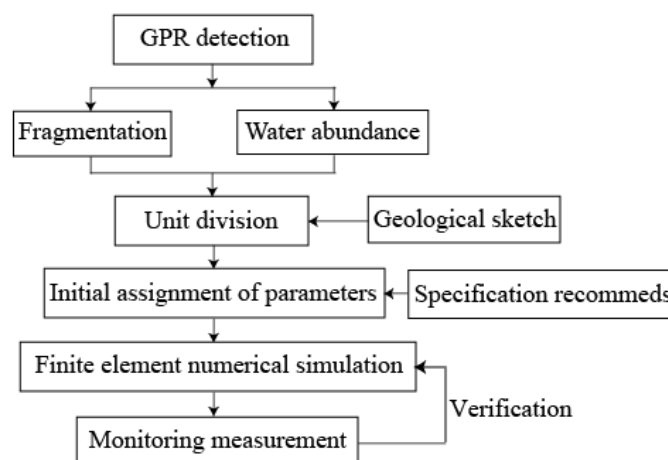 GPR detection
Fragmentation
Water abundance
Unit division
Geological sketch
Initial assignment of parameters
Specification recommeds
Finite element numerical simulation
Verification
Monitoring measurement